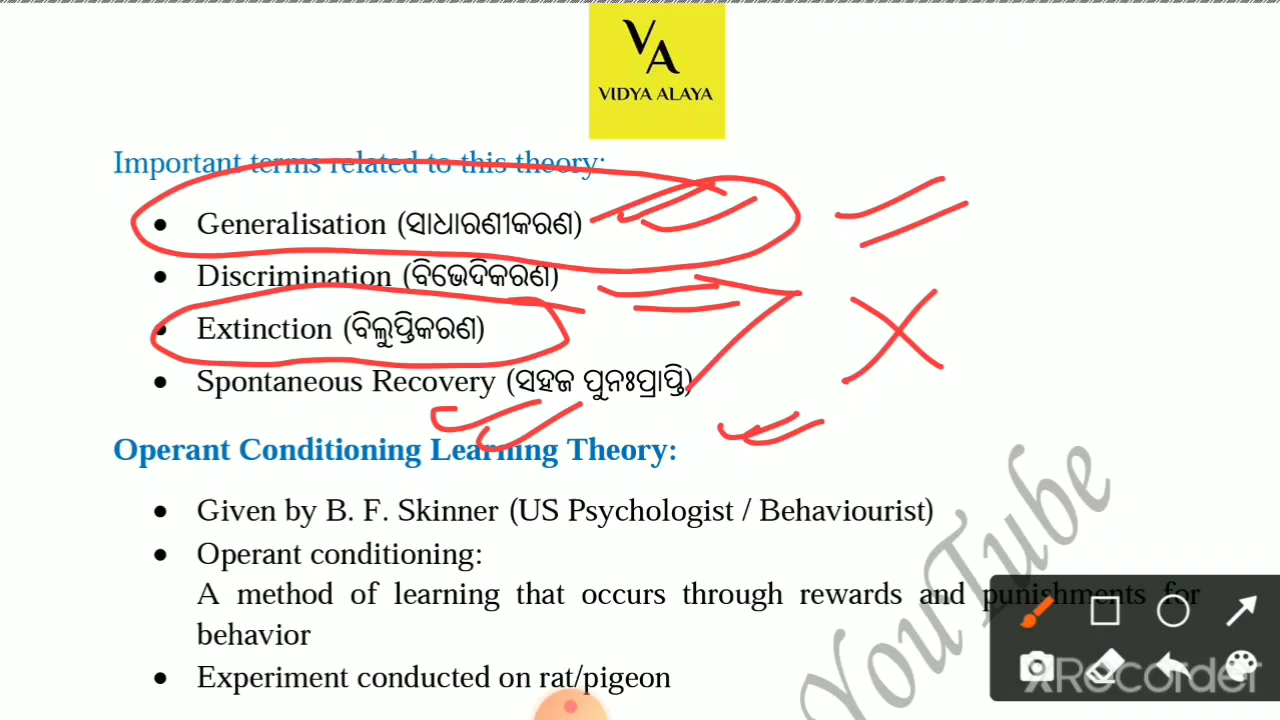 VA
VIDYA ALAYA
Important terms related to this theory:
• Generalisation (ସାଧାରଣୀକରଣ)
• Discrimination (ବିଭେଦିକରଣ)
• Extinction (ବିଲୁପ୍ତିକରଣ)
• Spontaneous Recovery (ସହଜ ପୁନଃପ୍ରାପ୍ତି)
Operant Conditioning Learning Theory:
• Given by B. F. Skinner (US Psychologist / Behaviourist)
• Operant conditioning:
A method of learning that occurs through rewards and punishments for
behavior
• Experiment conducted on rat/pigeon
YouTube
XRecorder